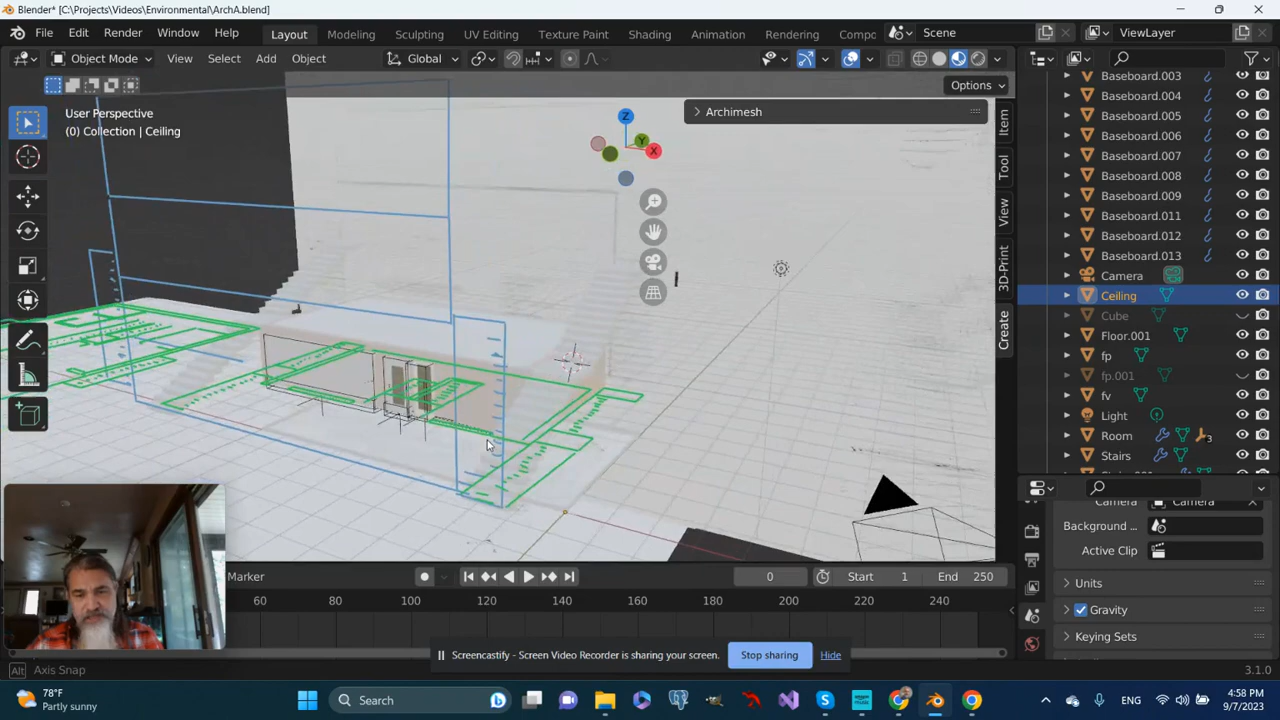 Blender* [C:\Projects\Videos\Environmental\ArchA.blend]
File Edit Render Window Help Layout Modeling Sculpting UV Editing Texture Paint Shading Animation Rendering Compo Scene ViewLayer
Object Mode View Select Add Object Global
Options
User Perspective
(0) Collection | Ceiling
Archimesh
Z
Y
X
Item
Tool
View
3D-Print
Create
Baseboard.003
Baseboard.004
Baseboard.005
Baseboard.006
Baseboard.007
Baseboard.008
Baseboard.009
Baseboard.011
Baseboard.012
Baseboard.013
Camera
Ceiling
Cube
Floor.001
fp
fp.001
fv
Light
Room 3
Stairs
Camera Camera
Background ...
Active Clip
Units
Gravity
Keying Sets
Marker 0 Start 1 End 250
60 80 100 120 140 160 180 200 220 240
Screencastify - Screen Video Recorder is sharing your screen. Stop sharing Hide
Alt Axis Snap 3.1.0
78°F
Partly sunny
Search
ENG
4:58 PM
9/7/2023